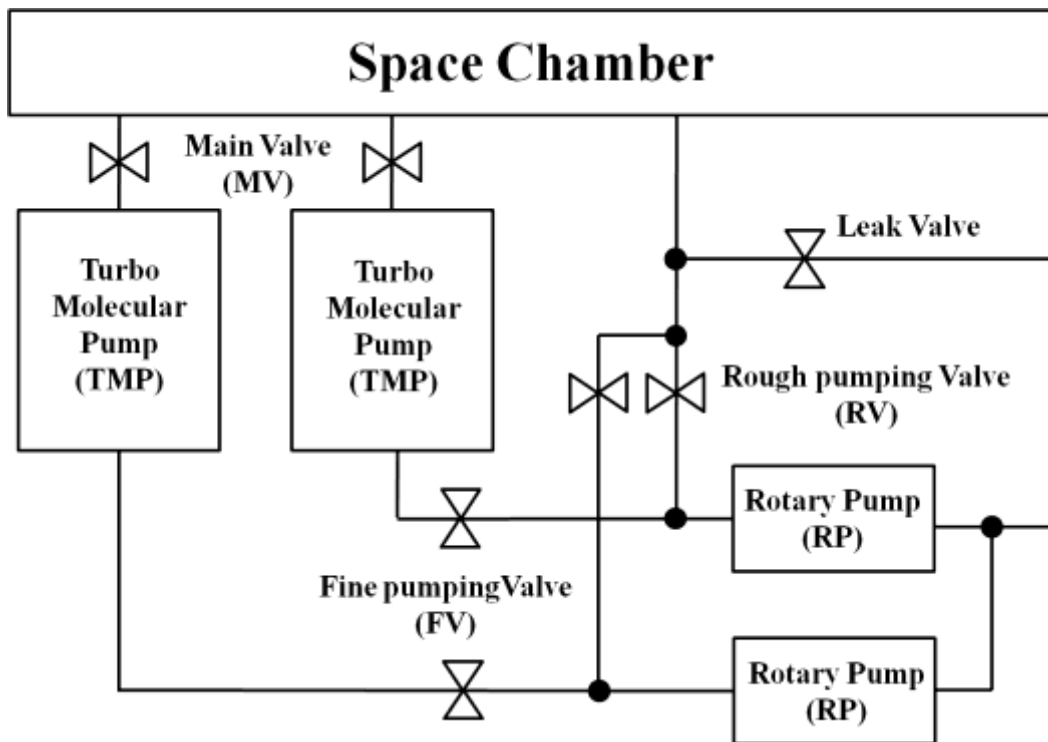 Space Chamber
Main Valve
(MV)
Turbo
Molecular
Pump
(TMP)
Turbo
Molecular
Pump
(TMP)
Leak Valve
Rough pumping Valve
(RV)
Rotary Pump
(RP)
Fine pumpingValve
(FV)
Rotary Pump
(RP)